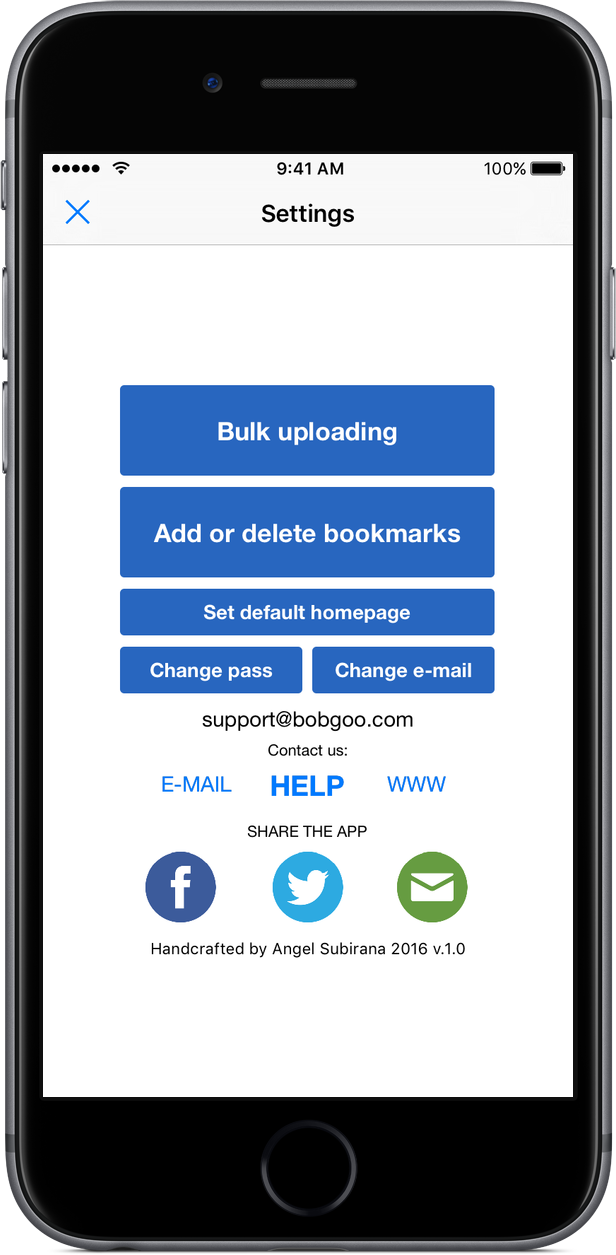 9:41 AM 100%
Settings
Bulk uploading
Add or delete bookmarks
Set default homepage
Change pass Change e-mail
support@bobgoo.com
Contact us:
E-MAIL HELP WWW
SHARE THE APP
Handcrafted by Angel Subirana 2016 v.1.0